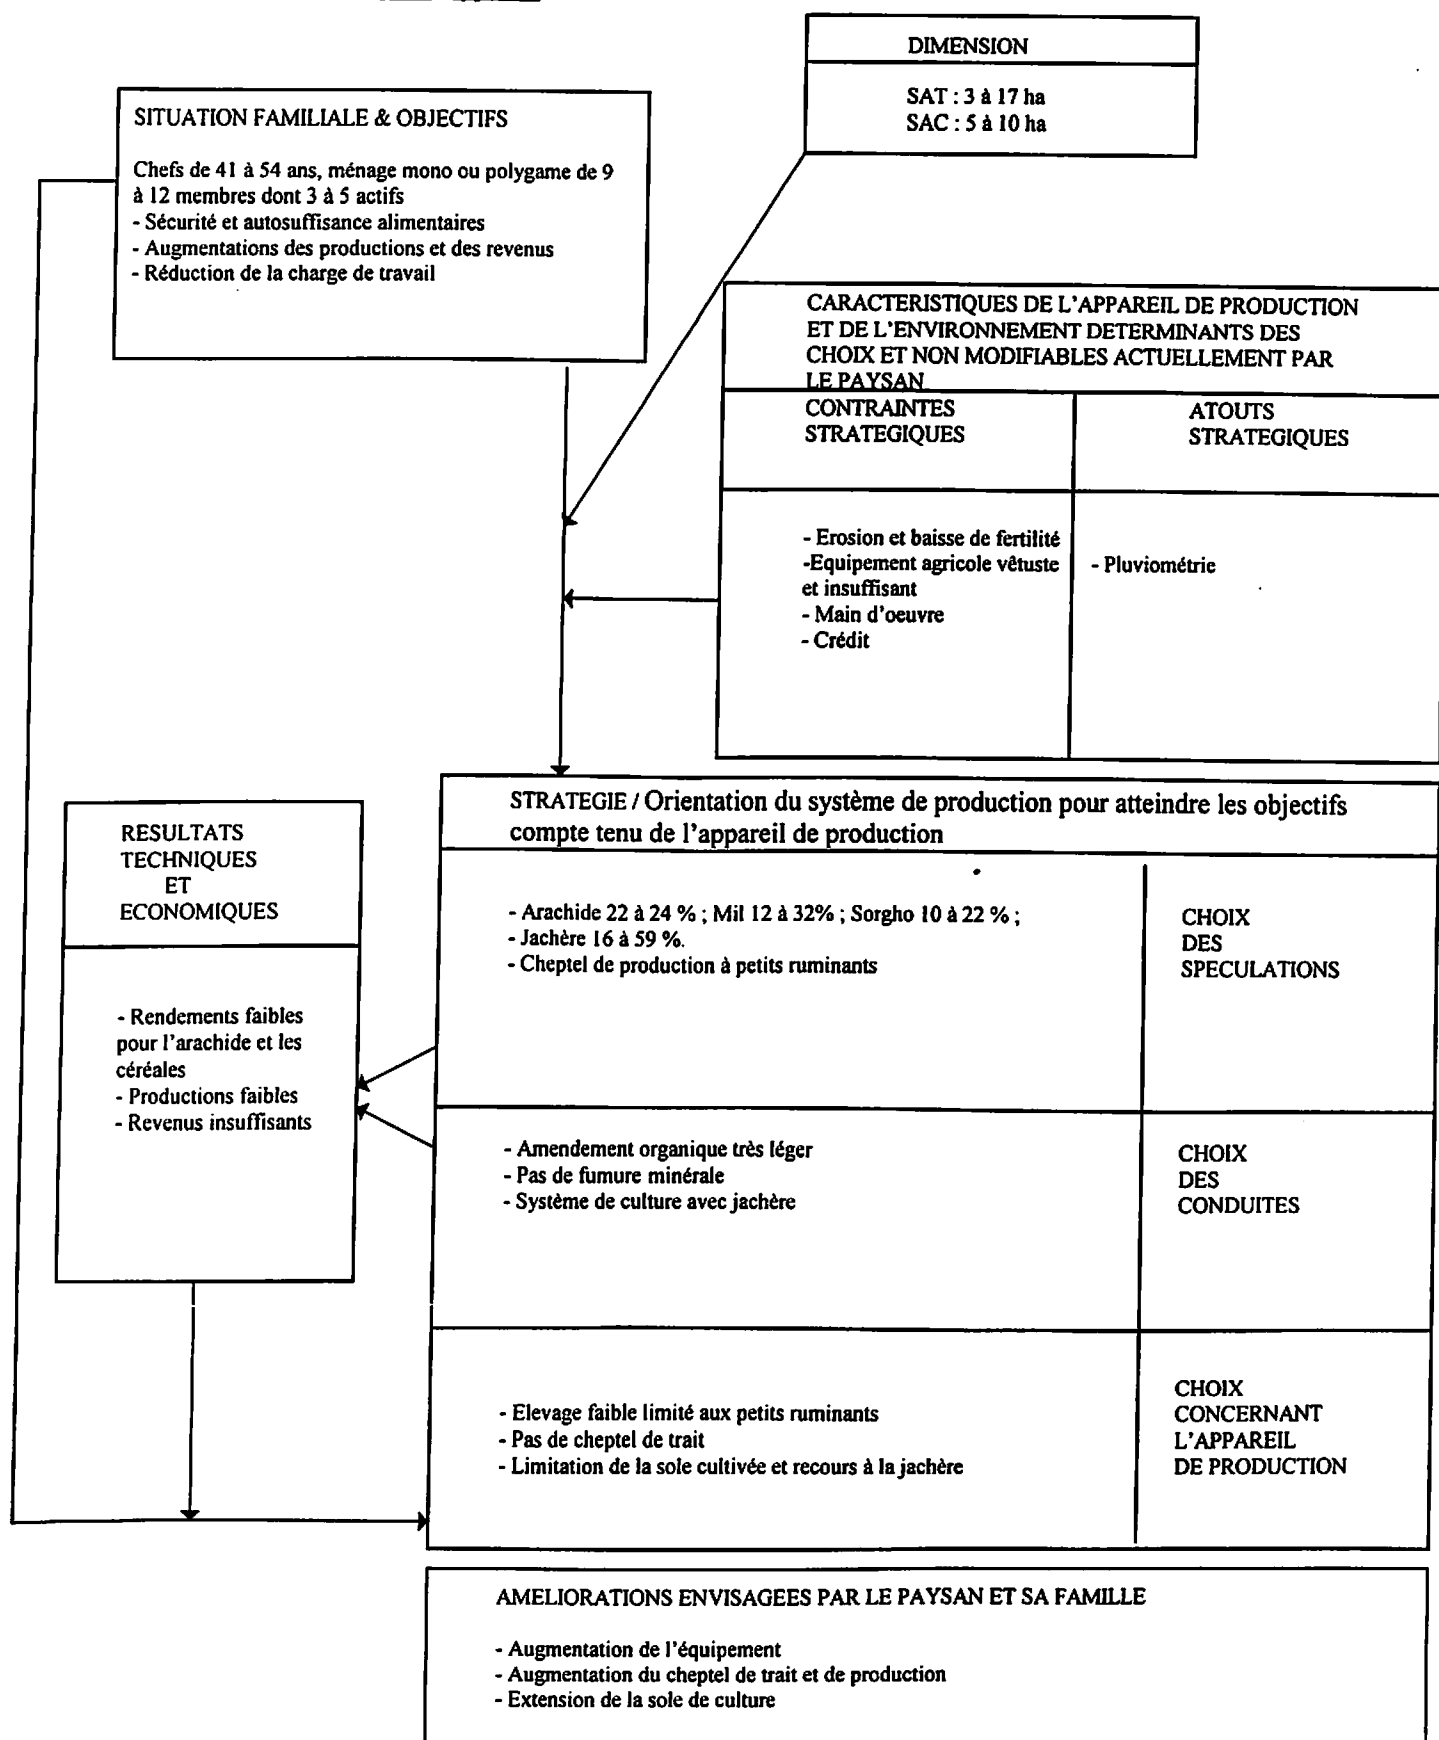 DIMENSION
SAT : 3 à 17 ha
SAC : 5 à 10 ha
SITUATION FAMILIALE & OBJECTIFS
Chefs de 41 à 54 ans, ménage mono ou polygame de 9
à 12 membres dont 3 à 5 actifs
- Sécurité et autosuffisance alimentaires
- Augmentations des productions et des revenus
- Réduction de la charge de travail
CARACTERISTIQUES DE L'APPAREIL DE PRODUCTION
ET DE L'ENVIRONNEMENT DETERMINANTS DES
CHOIX ET NON MODIFIABLES ACTUELLEMENT PAR
LE PAYSAN
CONTRAINTES
STRATEGIQUES
ATOUTS
STRATEGIQUES
- Erosion et baisse de fertilité
-Equipement agricole vêtuste
et insuffisant
- Main d'oeuvre
- Crédit
- Pluviométrie
STRATEGIE / Orientation du système de production pour atteindre les objectifs
compte tenu de l'appareil de production
- Arachide 22 à 24 % ; Mil 12 à 32% ; Sorgho 10 à 22 % ;
- Jachère 16 à 59 %.
- Cheptel de production à petits ruminants
CHOIX
DES
SPECULATIONS
- Amendement organique très léger
- Pas de fumure minérale
- Système de culture avec jachère
CHOIX
DES
CONDUITES
- Elevage faible limité aux petits ruminants
- Pas de cheptel de trait
- Limitation de la sole cultivée et recours à la jachère
CHOIX
CONCERNANT
L'APPAREIL
DE PRODUCTION
RESULTATS
TECHNIQUES
ET
ECONOMIQUES
- Rendements faibles
pour l'arachide et les
céréales
- Productions faibles
- Revenus insuffisants
AMELIORATIONS ENVISAGEES PAR LE PAYSAN ET SA FAMILLE
- Augmentation de l'équipement
- Augmentation du cheptel de trait et de production
- Extension de la sole de culture